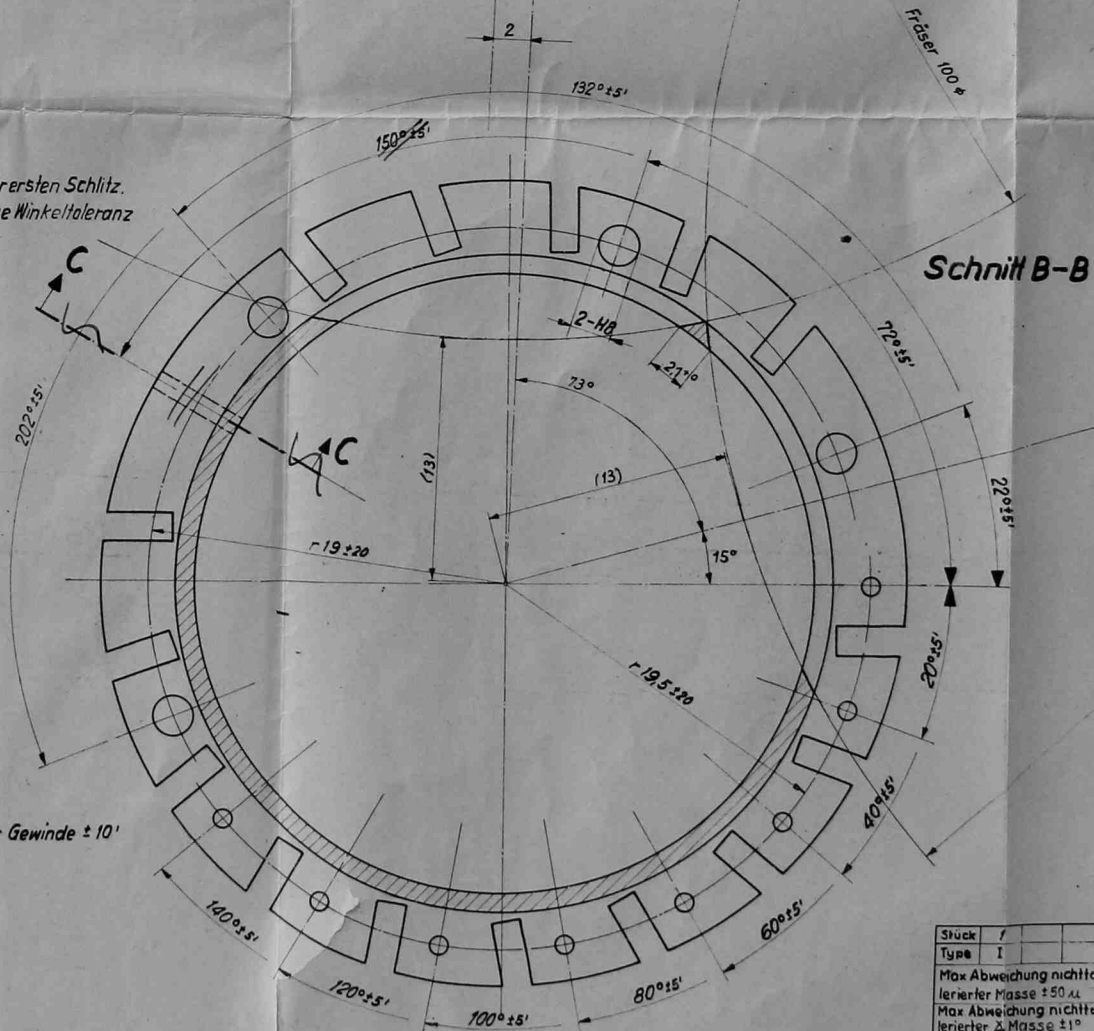 2
132°±5'
Fräser 100 ⌀
150°±5'
ersten Schlitz.
Winkeltoleranz
C
Schnitt B-B
2-H8
72°±5'
73°
202°±5'
C
(13)
(13)
22°±5'
r 19 ±20
15°
20°±5'
r 19,5 ±20
40°±5'
Gewinde ± 10'
60°±5'
140°±5'
120°±5'
80°±5'
100°±5'
Stück 1
Type I
Max Abweichung nichtto
lerierter Masse ±50 µ
Max Abweichung nichtto
lerierter ∡ Masse ±1°